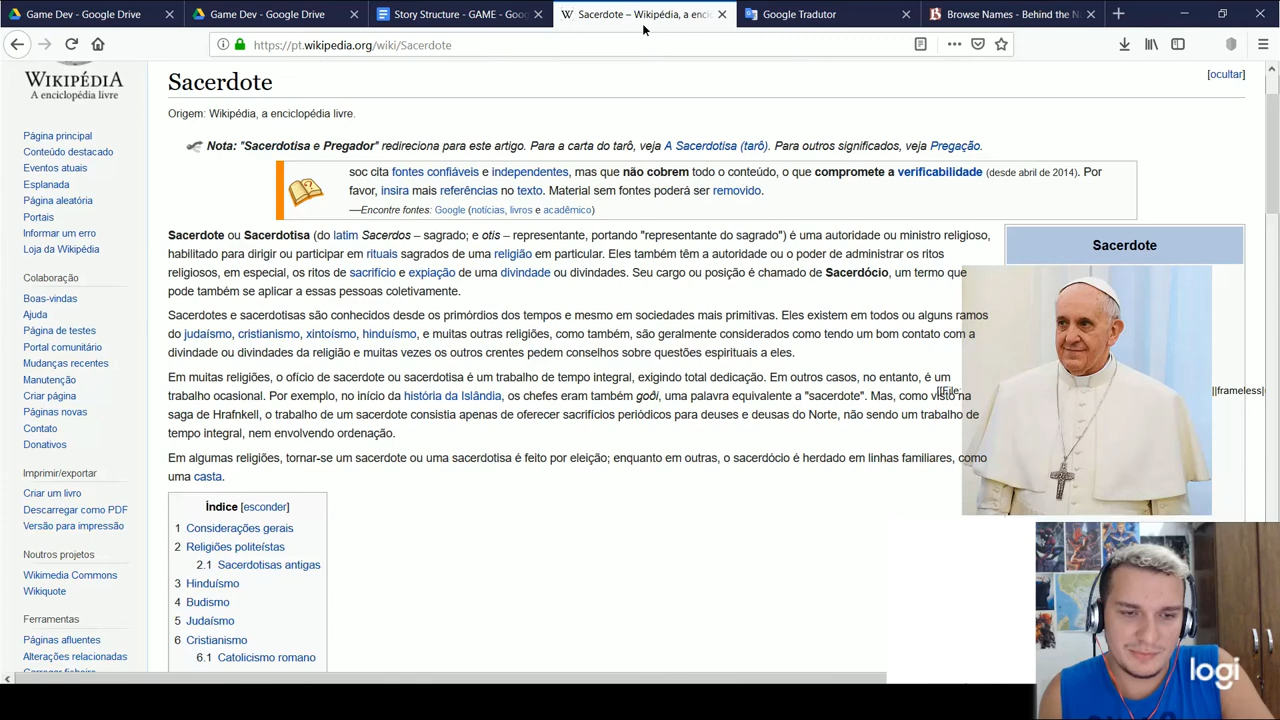 Game Dev - Google Drive
Game Dev - Google Drive
Story Structure - GAME - Goog
W Sacerdote – Wikipédia, a encic
Google Tradutor
Browse Names - Behind the N
https://pt.wikipedia.org/wiki/Sacerdote
WIKIPÉDIA
A enciclopédia livre
Página principal
Conteúdo destacado
Eventos atuais
Esplanada
Página aleatória
Portais
Informar um erro
Loja da Wikipédia
Colaboração
Boas-vindas
Ajuda
Página de testes
Portal comunitário
Mudanças recentes
Manutenção
Criar página
Páginas novas
Contato
Donativos
Imprimir/exportar
Criar um livro
Descarregar como PDF
Versão para impressão
Noutros projetos
Wikimedia Commons
Wikiquote
Ferramentas
Páginas afluentes
Alterações relacionadas
Carregar ficheiro
Sacerdote
[ocultar]
Origem: Wikipédia, a enciclopédia livre.
Nota: "Sacerdotisa e Pregador" redireciona para este artigo. Para a carta do tarô, veja A Sacerdotisa (tarô). Para outros significados, veja Pregação.
soc cita fontes confiáveis e independentes, mas que não cobrem todo o conteúdo, o que compromete a verificabilidade (desde abril de 2014). Por
favor, insira mais referências no texto. Material sem fontes poderá ser removido.
—Encontre fontes: Google (notícias, livros e acadêmico)
Sacerdote ou Sacerdotisa (do latim Sacerdos – sagrado; e otis – representante, portando "representante do sagrado") é uma autoridade ou ministro religioso,
habilitado para dirigir ou participar em rituais sagrados de uma religião em particular. Eles também têm a autoridade ou o poder de administrar os ritos
religiosos, em especial, os ritos de sacrifício e expiação de uma divindade ou divindades. Seu cargo ou posição é chamado de Sacerdócio, um termo que
pode também se aplicar a essas pessoas coletivamente.
Sacerdotes e sacerdotisas são conhecidos desde os primórdios dos tempos e mesmo em sociedades mais primitivas. Eles existem em todos ou alguns ramos
do judaísmo, cristianismo, xintoísmo, hinduísmo, e muitas outras religiões, como também, são geralmente considerados como tendo um bom contato com a
divindade ou divindades da religião e muitas vezes os outros crentes pedem conselhos sobre questões espirituais a eles.
Em muitas religiões, o ofício de sacerdote ou sacerdotisa é um trabalho de tempo integral, exigindo total dedicação. Em outros casos, no entanto, é um
trabalho ocasional. Por exemplo, no início da história da Islândia, os chefes eram também goði, uma palavra equivalente a "sacerdote". Mas, como visto na
saga de Hrafnkell, o trabalho de um sacerdote consistia apenas de oferecer sacrifícios periódicos para deuses e deusas do Norte, não sendo um trabalho de
tempo integral, nem envolvendo ordenação.
Em algumas religiões, tornar-se um sacerdote ou uma sacerdotisa é feito por eleição; enquanto em outras, o sacerdócio é herdado em linhas familiares, como
uma casta.
Sacerdote
[[File:
||frameless|
Índice [esconder]
1 Considerações gerais
2 Religiões politeístas
2.1 Sacerdotisas antigas
3 Hinduísmo
4 Budismo
5 Judaísmo
6 Cristianismo
6.1 Catolicismo romano
logi